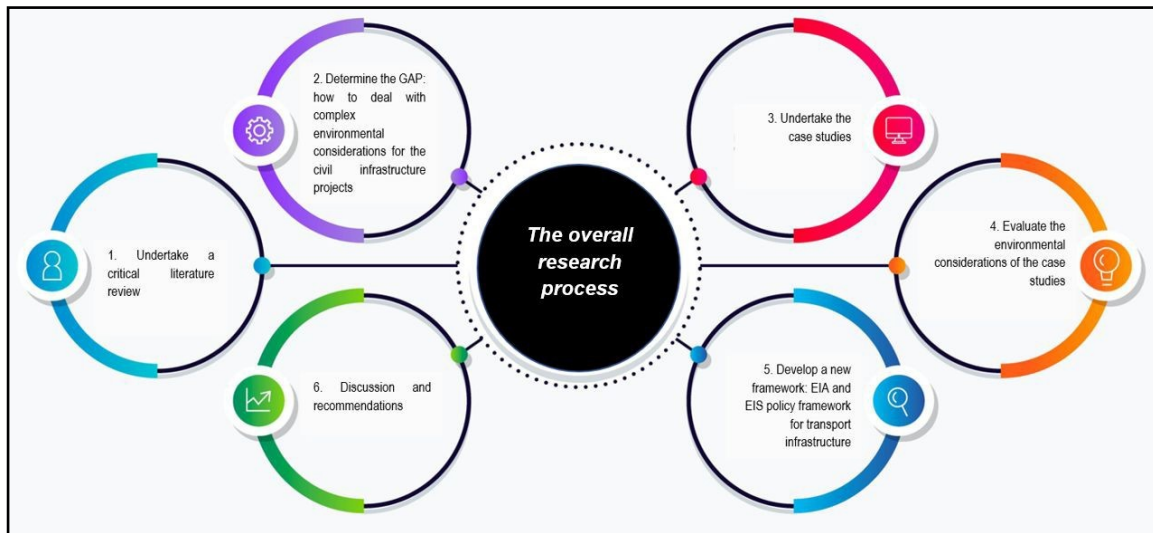 The overall
research
process
1. Undertake a
critical literature
review
2. Determine the GAP:
how to deal with
complex
environmental
considerations for the
civil infrastructure
projects
3. Undertake the
case studies
4. Evaluate the
environmental
considerations of the case
studies
5. Develop a new
framework: EIA and
EIS policy framework
for transport
infrastructure
6. Discussion and
recommendations